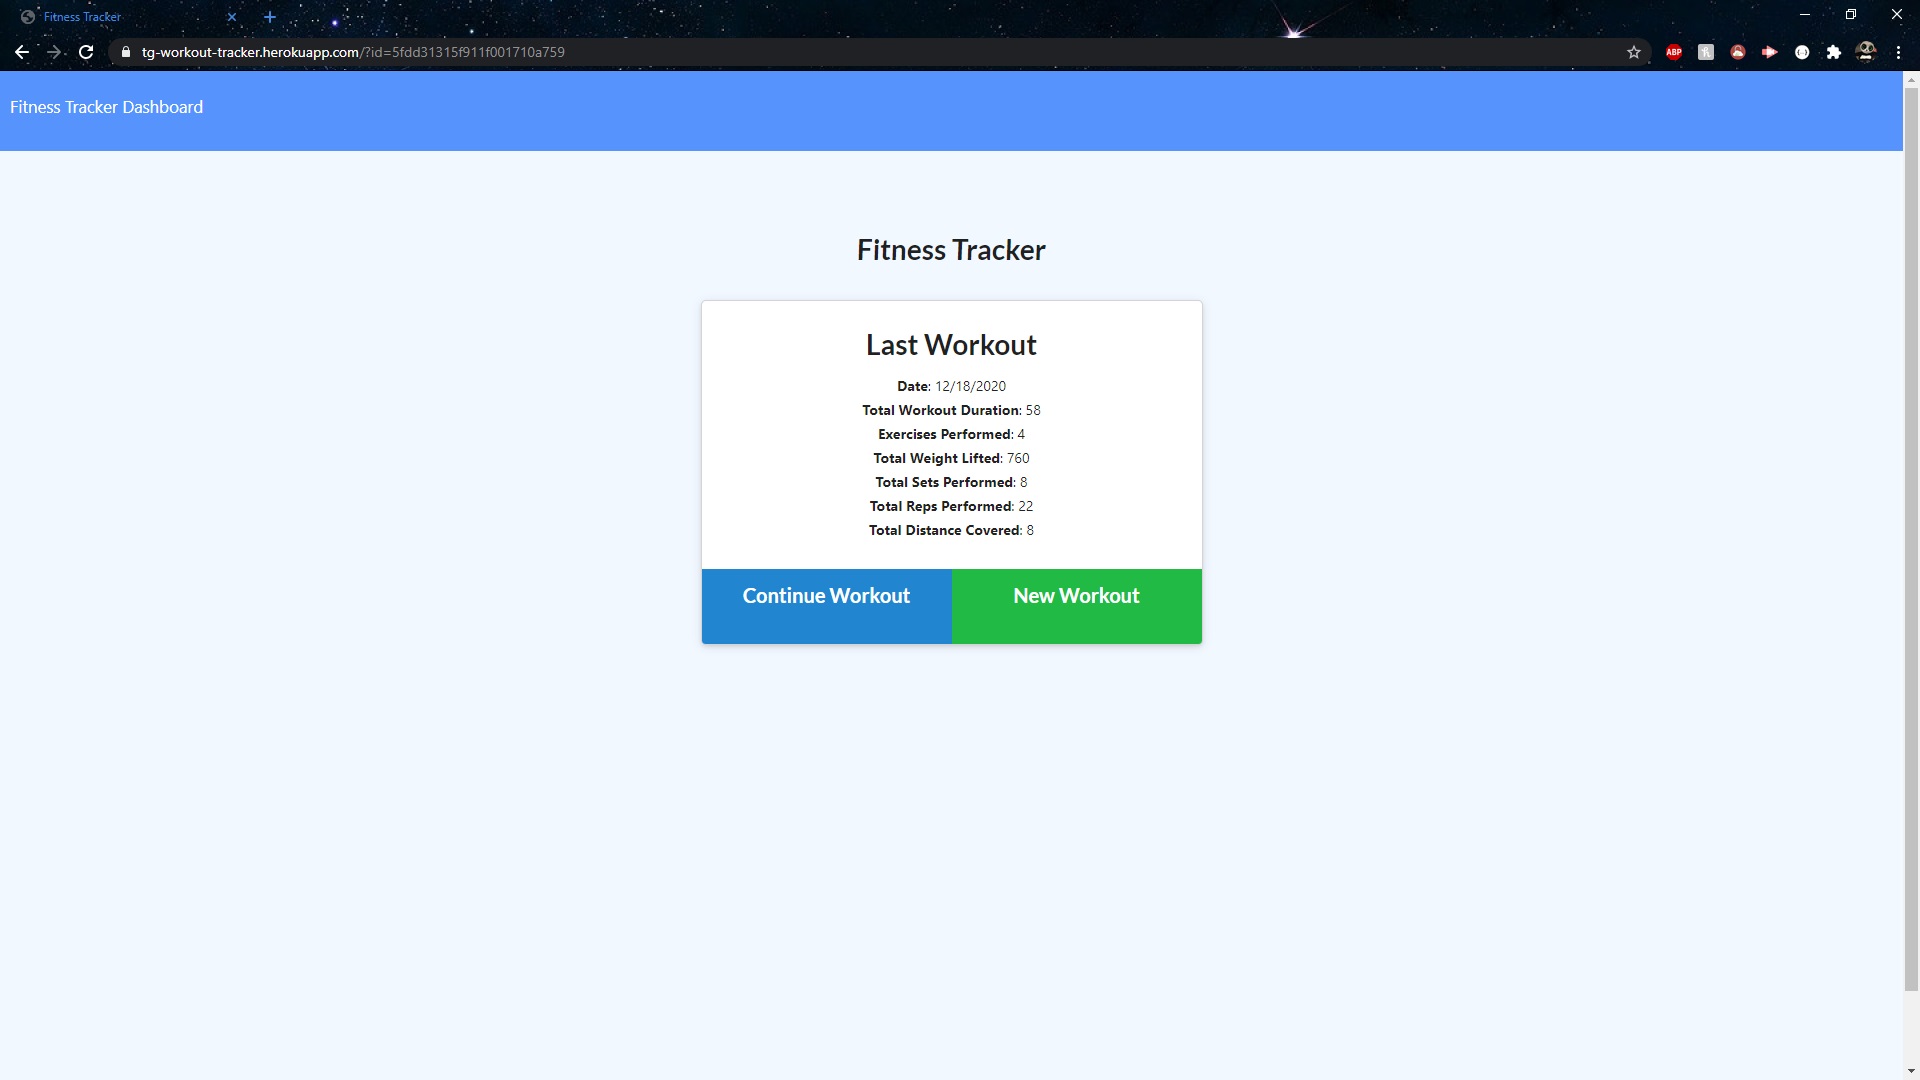 Fitness Tracker
tg-workout-tracker.herokuapp.com/?id=5fdd31315f911f001710a759
ABP
Fitness Tracker Dashboard
Fitness Tracker
Last Workout
Date: 12/18/2020
Total Workout Duration: 58
Exercises Performed: 4
Total Weight Lifted: 760
Total Sets Performed: 8
Total Reps Performed: 22
Total Distance Covered: 8
Continue Workout New Workout